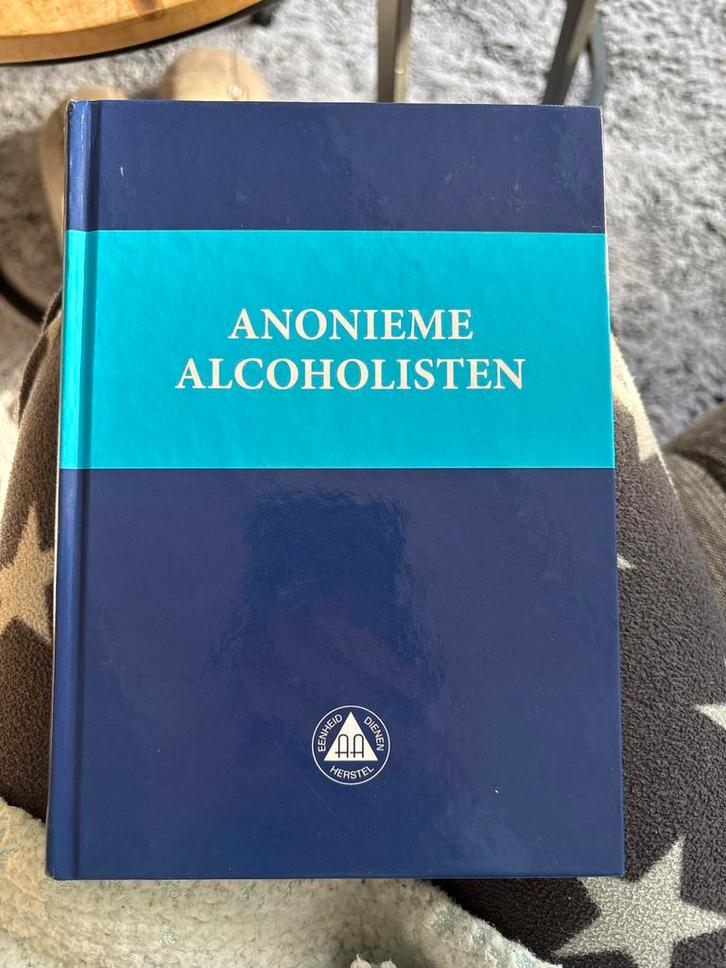 ANONIEME
ALCOHOLISTEN
EENHEID DIENEN
AA
HERSTEL